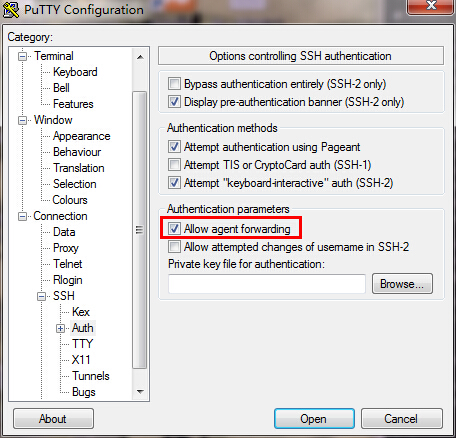 PuTTY Configuration
Category:
Terminal
Keyboard
Bell
Features
Window
Appearance
Behaviour
Translation
Selection
Colours
Connection
Data
Proxy
Telnet
Rlogin
SSH
Kex
Auth
TTY
X11
Tunnels
Bugs
Options controlling SSH authentication
Bypass authentication entirely (SSH-2 only)
Display pre-authentication banner (SSH-2 only)
Authentication methods
Attempt authentication using Pageant
Attempt TIS or CryptoCard auth (SSH-1)
Attempt "keyboard-interactive" auth (SSH-2)
Authentication parameters
Allow agent forwarding
Allow attempted changes of username in SSH-2
Private key file for authentication:
Browse...
About
Open
Cancel